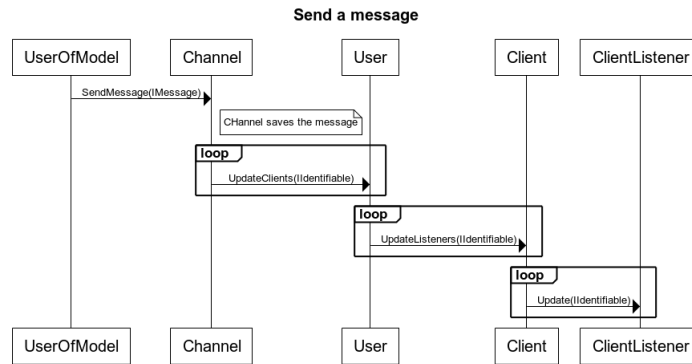 Send a message
UserOfModel Channel User Client ClientListener
SendMessage(IMessage)
CHannel saves the message
loop
UpdateClients(IIdentifiable)
loop
UpdateListeners(IIdentifiable)
loop
Update(IIdentifiable)
UserOfModel Channel User Client ClientListener